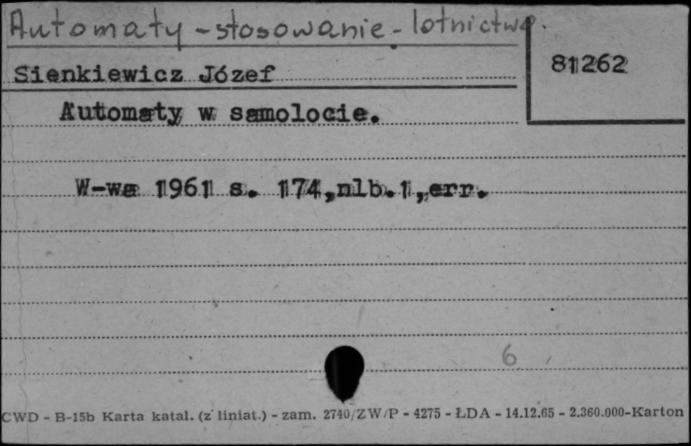 Automaty - stosowanie - lotnictwo.
81262
Sienkiewicz Józef
Automaty w samolocie.
W-wa 1961 s. 174,nlb.1,err.
6
CWD - B-15b Karta katal. (z liniat.) - zam. 2740/ZW/P - 4275 - ŁDA - 14.12.65 - 2.360.000-Karton